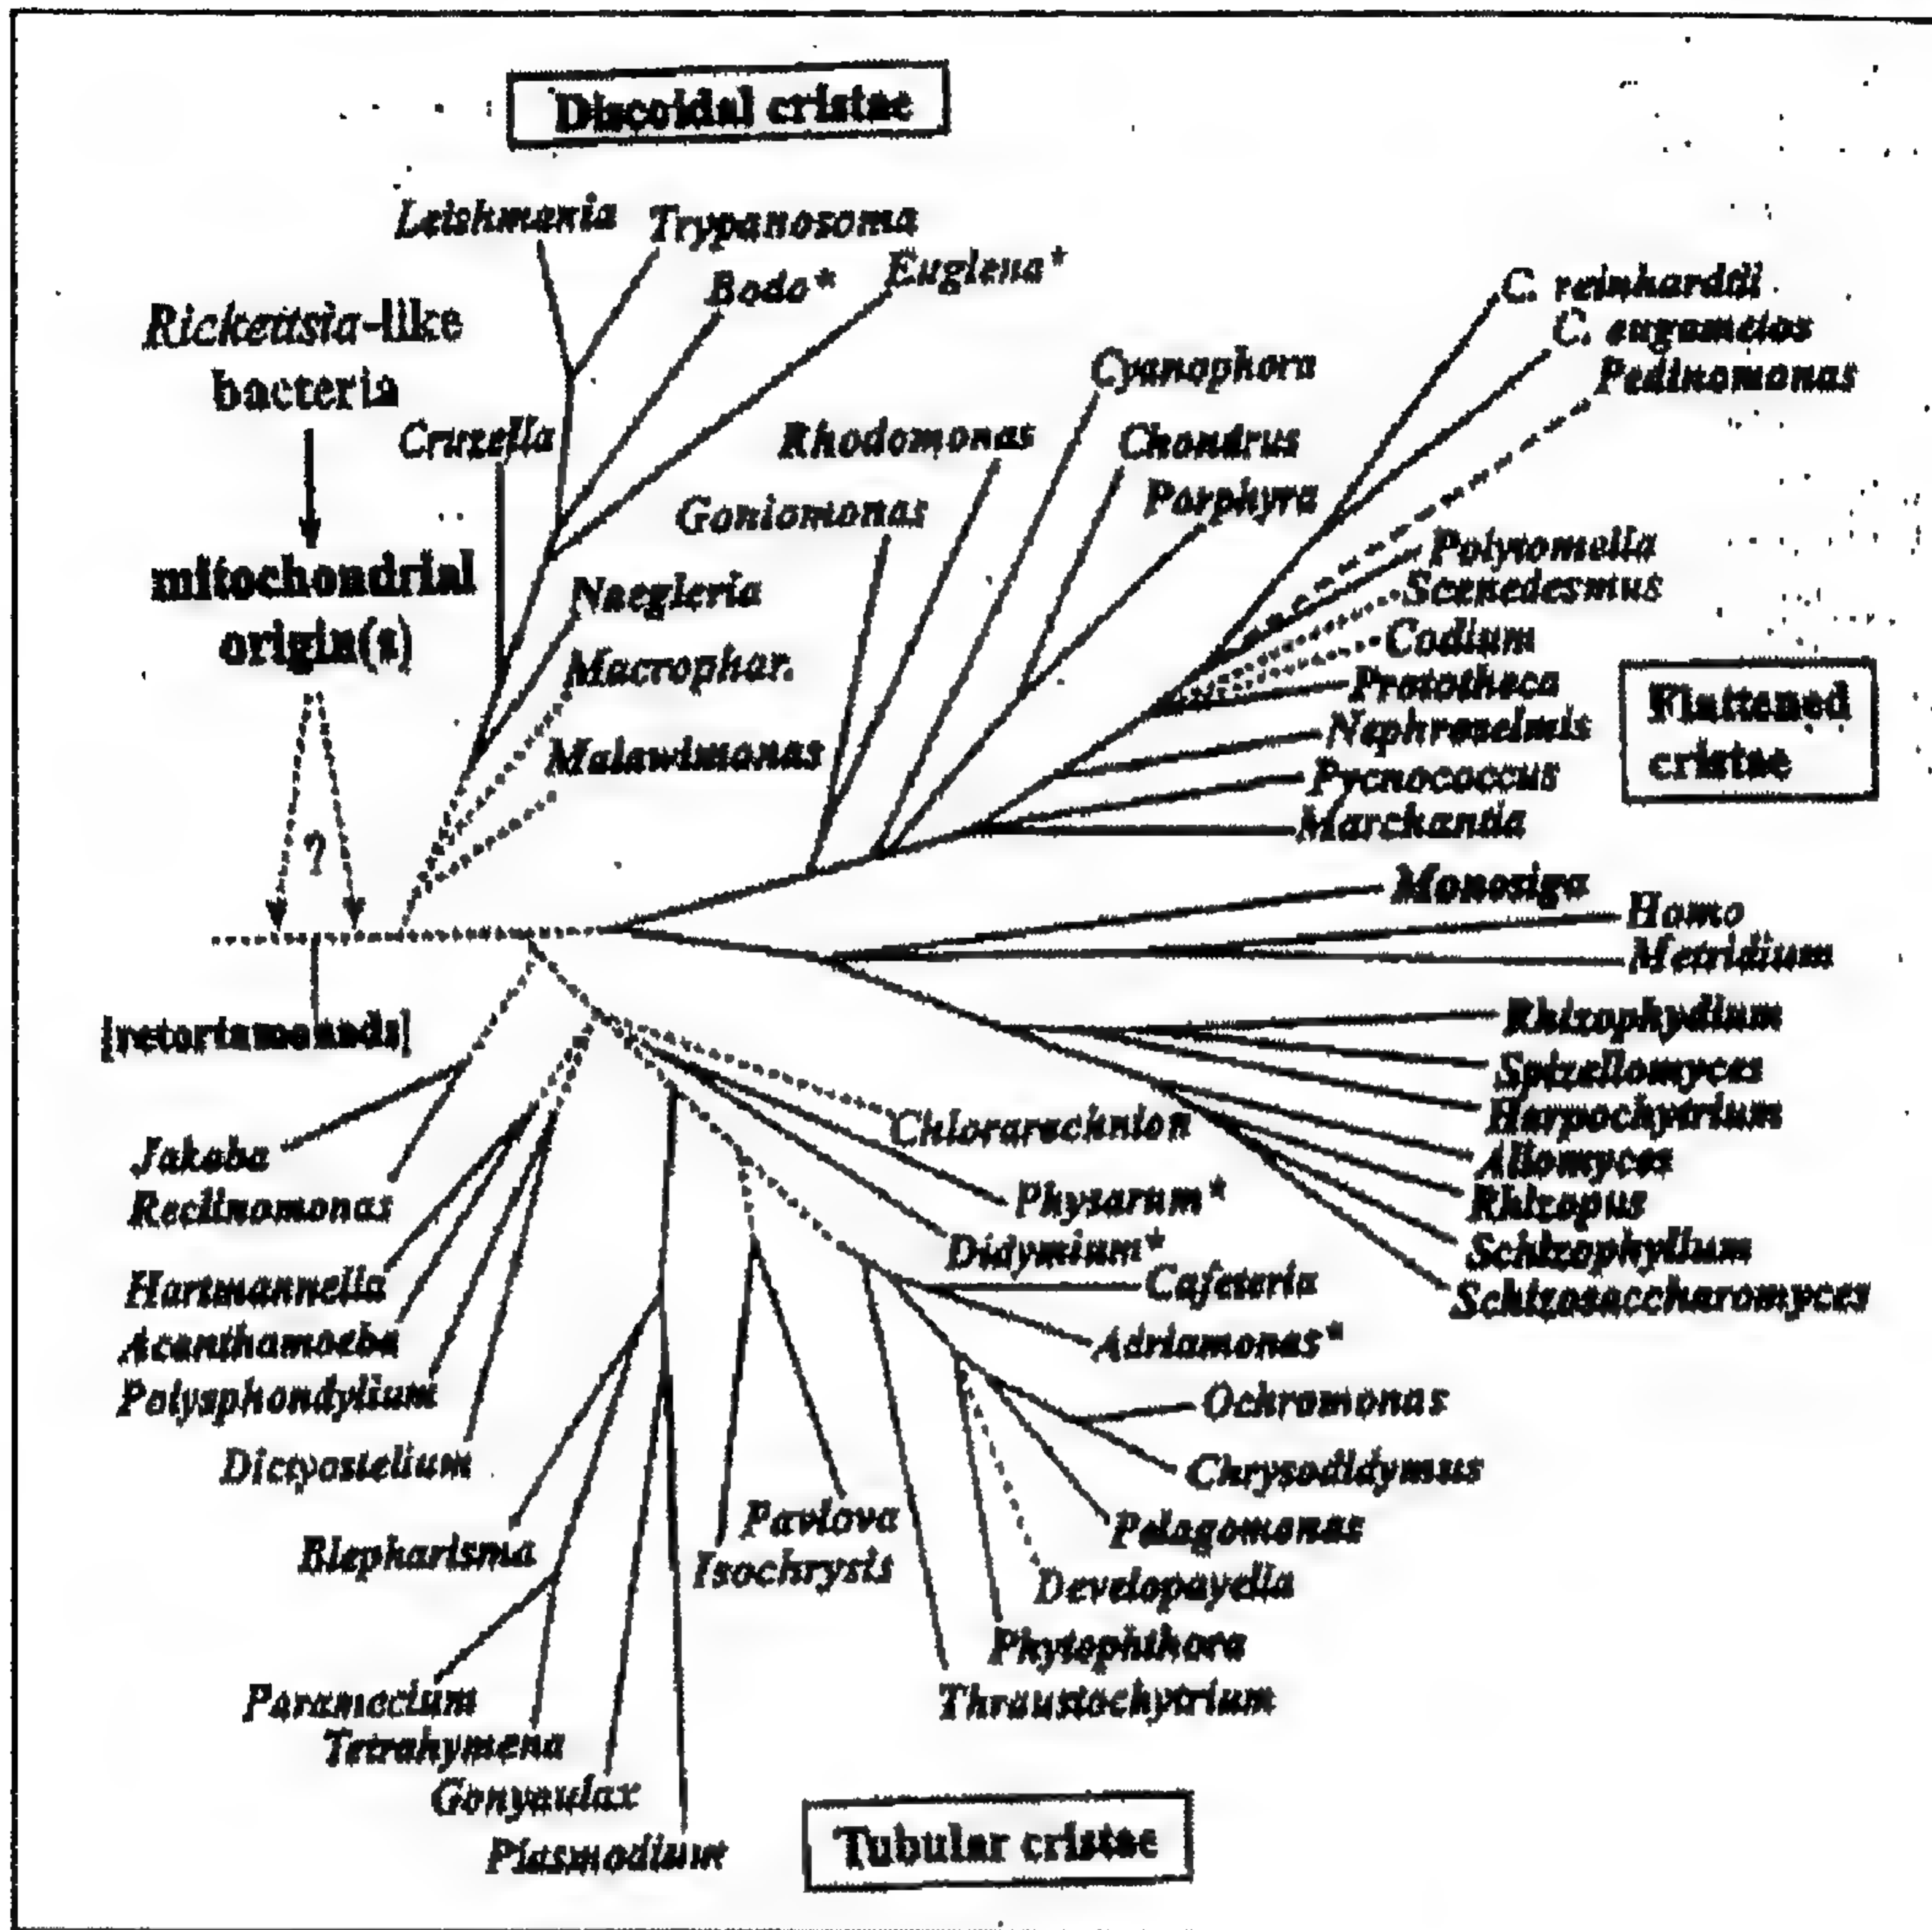 Discoidal cristae
Leishmania
Trypanosoma
Bodo*
Euglena*
Rickettsia-like
bacteria
Cruzella
mitochondrial
origin(s)
?
[retortamonads]
Naegleria
Macrophar.
Malawimonas
Goniomonas
Rhodomonas
Cyanophora
Chondrus
Porphyra
C. reinhardtii
C. eugametos
Pedinomonas
Polytomella
Scenedesmus
Codium
Prototheca
Nephroselmis
Pycnococcus
Marchantia
Flattened
cristae
Monosiga
Homo
Metridium
Rhizophydium
Spizellomyces
Harpochytrium
Allomyces
Rhizopus
Schizophyllum
Schizosaccharomyces
Jakoba
Reclinomonas
Hartmannella
Acanthamoeba
Polysphondylium
Dictyostelium
Chlorarachnion
Physarum*
Didymium*
Cafeteria
Adriamonas*
Ochromonas
Chrysodidymus
Pelagomonas
Developayella
Phytophthora
Thraustochytrium
Pavlova
Isochrysis
Blepharisma
Paramecium
Tetrahymena
Gonyaulax
Plasmodium
Tubular cristae